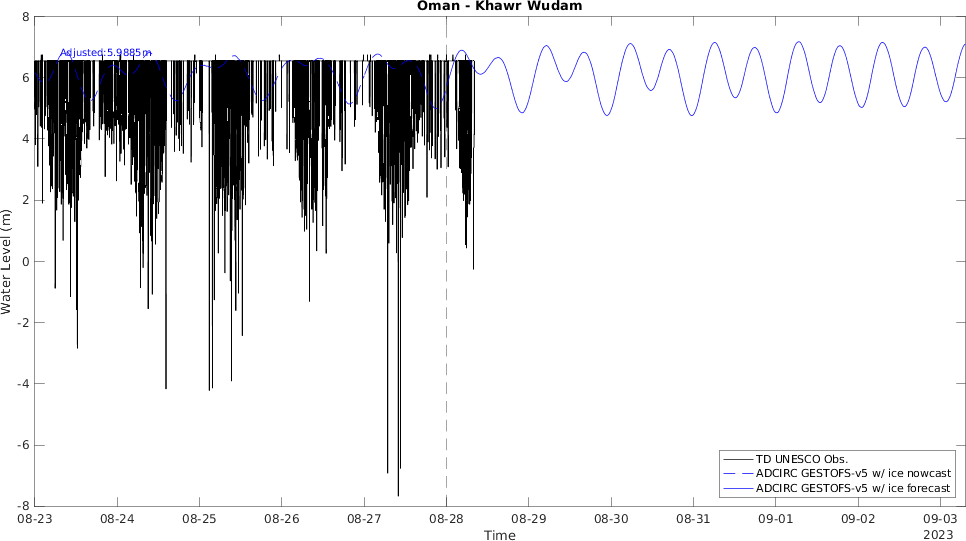 Oman - Khawr Wudam
Adjusted:5.9885m
8
6
4
2
0
-2
-4
-6
-8
Water Level (m)
08-23 08-24 08-25 08-26 08-27 08-28 08-29 08-30 08-31 09-01 09-02 09-03
2023
Time
TD UNESCO Obs.
ADCIRC GESTOFS-v5 w/ ice nowcast
ADCIRC GESTOFS-v5 w/ ice forecast